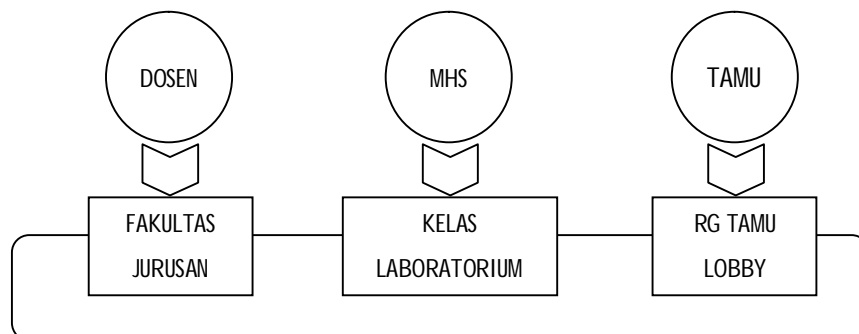 DOSEN
MHS
TAMU
FAKULTAS
JURUSAN
KELAS
LABORATORIUM
RG TAMU
LOBBY